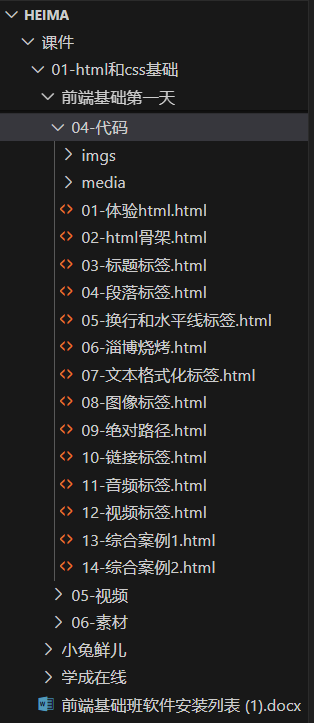 HEIMA
课件
01-html和css基础
前端基础第一天
04-代码
imgs
media
01-体验html.html
02-html骨架.html
03-标题标签.html
04-段落标签.html
05-换行和水平线标签.html
06-淄博烧烤.html
07-文本格式化标签.html
08-图像标签.html
09-绝对路径.html
10-链接标签.html
11-音频标签.html
12-视频标签.html
13-综合案例1.html
14-综合案例2.html
05-视频
06-素材
小兔鲜儿
学成在线
前端基础班软件安装列表 (1).docx